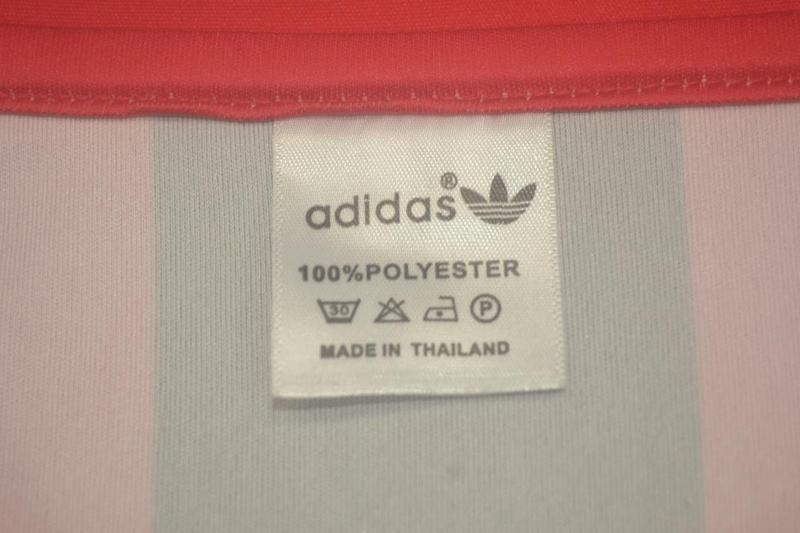 adidas®
100%POLYESTER
30 P
MADE IN THAILAND